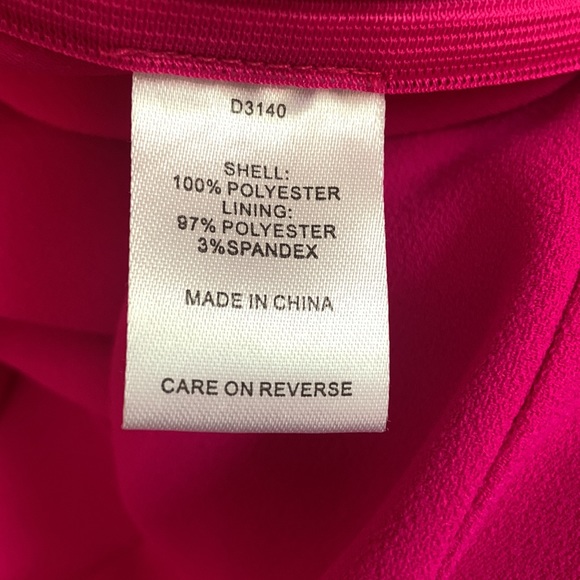 D3140
SHELL:
100% POLYESTER
LINING:
97% POLYESTER
3%SPANDEX
MADE IN CHINA
CARE ON REVERSE